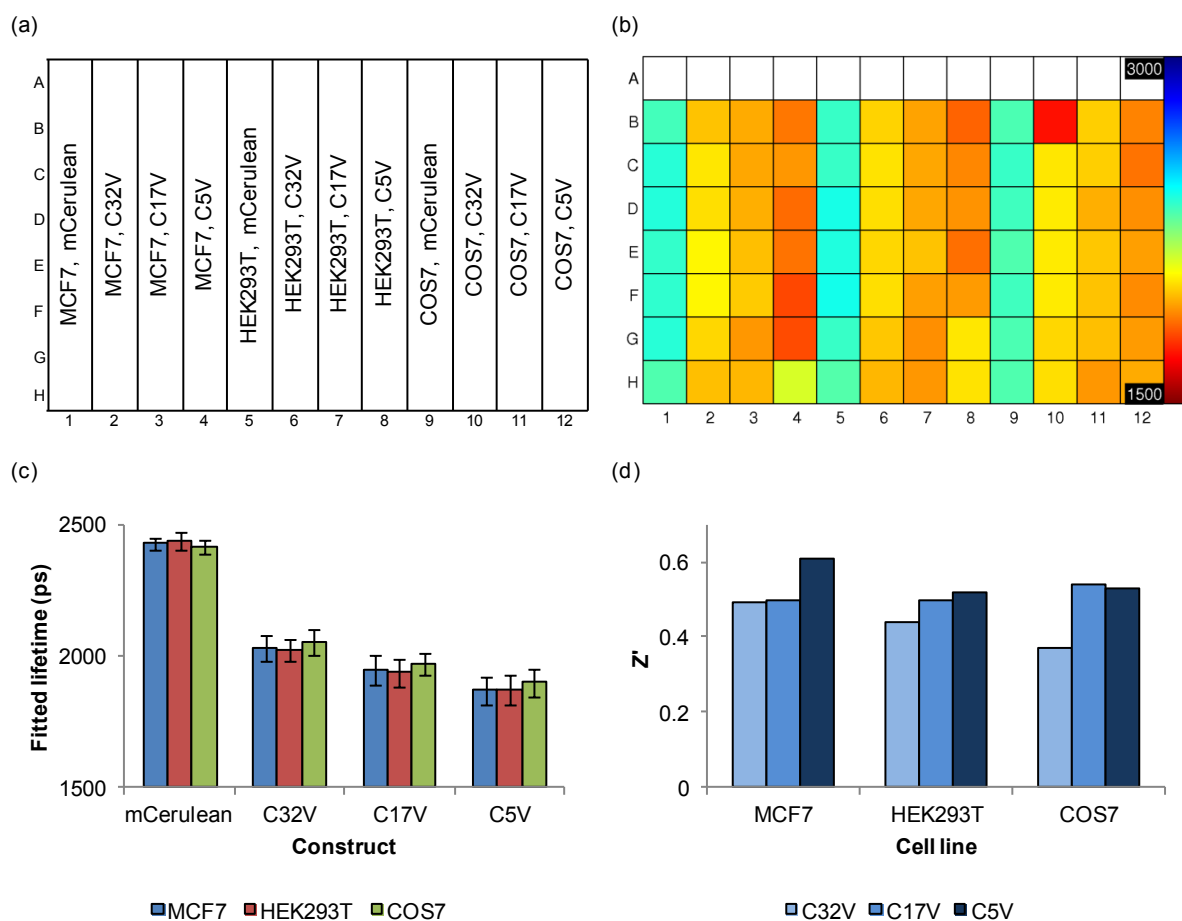 (a)
A
B
C
D
E
F
G
H
MCF7, mCerulean
MCF7, C32V
MCF7, C17V
MCF7, C5V
HEK293T, mCerulean
HEK293T, C32V
HEK293T, C17V
HEK293T, C5V
COS7, mCerulean
COS7, C32V
COS7, C17V
COS7, C5V
1 2 3 4 5 6 7 8 9 10 11 12
(b)
3000
A
B
C
D
E
F
G
H
1500
1 2 3 4 5 6 7 8 9 10 11 12
(c)
Fitted lifetime (ps)
2500
2000
1500
mCerulean C32V C17V C5V
Construct
MCF7 HEK293T COS7
(d)
Z'
0.6
0.4
0.2
0
MCF7 HEK293T COS7
Cell line
C32V C17V C5V